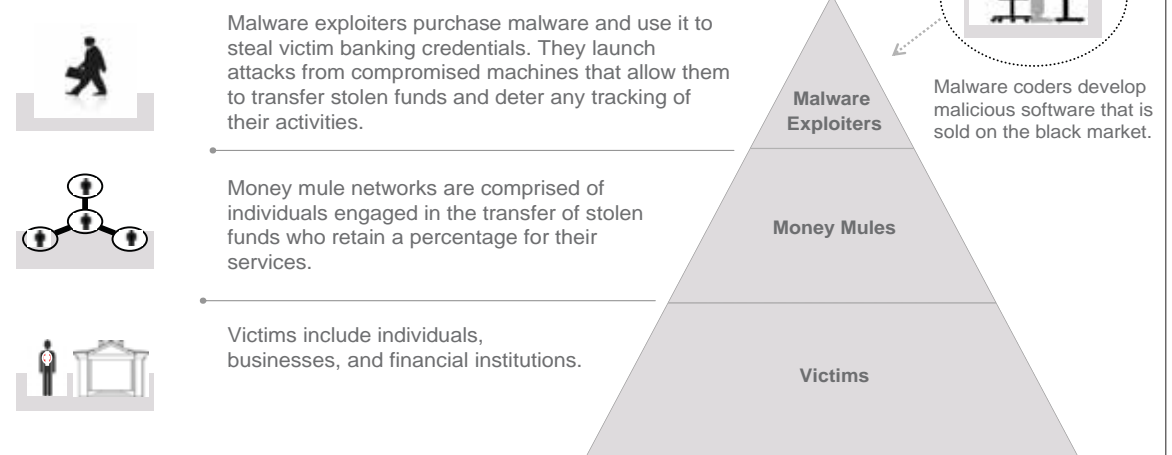 Malware exploiters purchase malware and use it to
steal victim banking credentials. They launch
attacks from compromised machines that allow them
to transfer stolen funds and deter any tracking of
their activities.
Malware
Exploiters
Malware coders develop
malicious software that is
sold on the black market.
Money mule networks are comprised of
individuals engaged in the transfer of stolen
funds who retain a percentage for their
services.
Money Mules
Victims include individuals,
businesses, and financial institutions.
Victims